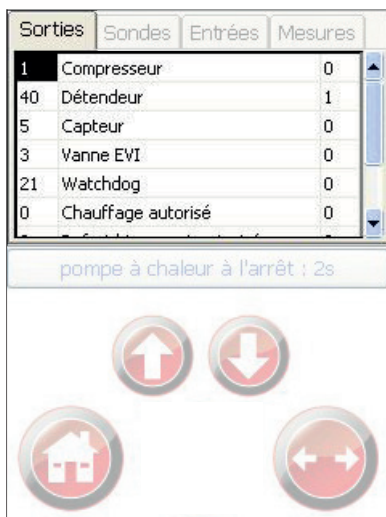 Sorties Sondes Entrées Mesures
1 Compresseur 0
40 Détendeur 1
5 Capteur 0
3 Vanne EVI 0
21 Watchdog 0
0 Chauffage autorisé 0
pompe à chaleur à l'arrêt : 2s